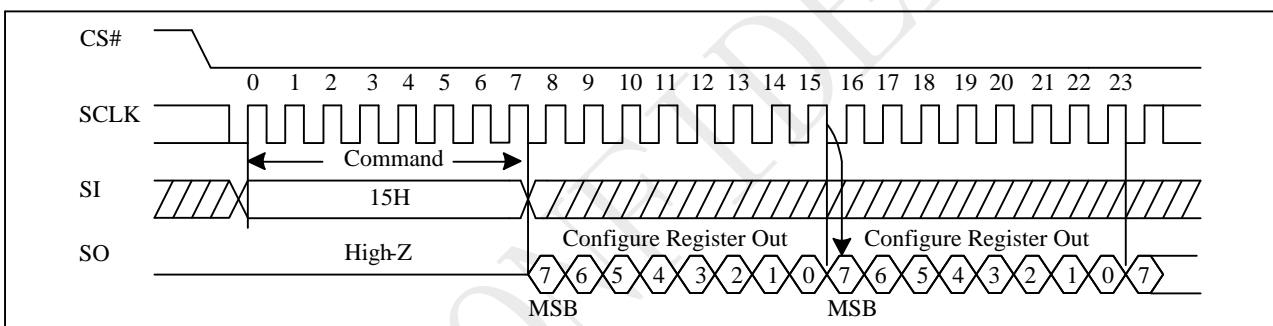 CS#
0 1 2 3 4 5 6 7 8 9 10 11 12 13 14 15 16 17 18 19 20 21 22 23
SCLK
Command
SI
15H
SO
High-Z
Configure Register Out Configure Register Out
7 6 5 4 3 2 1 0 7 6 5 4 3 2 1 0 7
MSB MSB